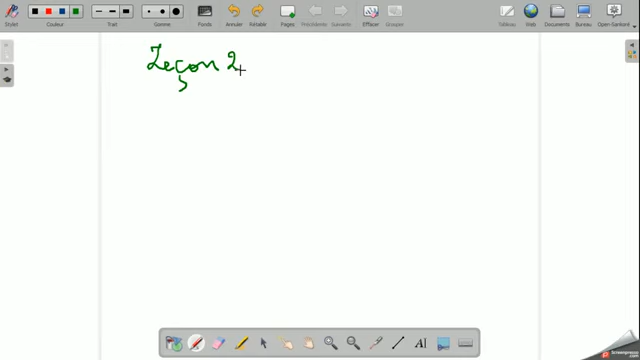 Stylet
Couleur
Trait
Gomme
Fonds
Annuler
Refaire
Pages
Précédente
Suivante
Effacer
Grouper
Tableau
Web
Documents
Bureau
Open-Sankoré
Leçon 2